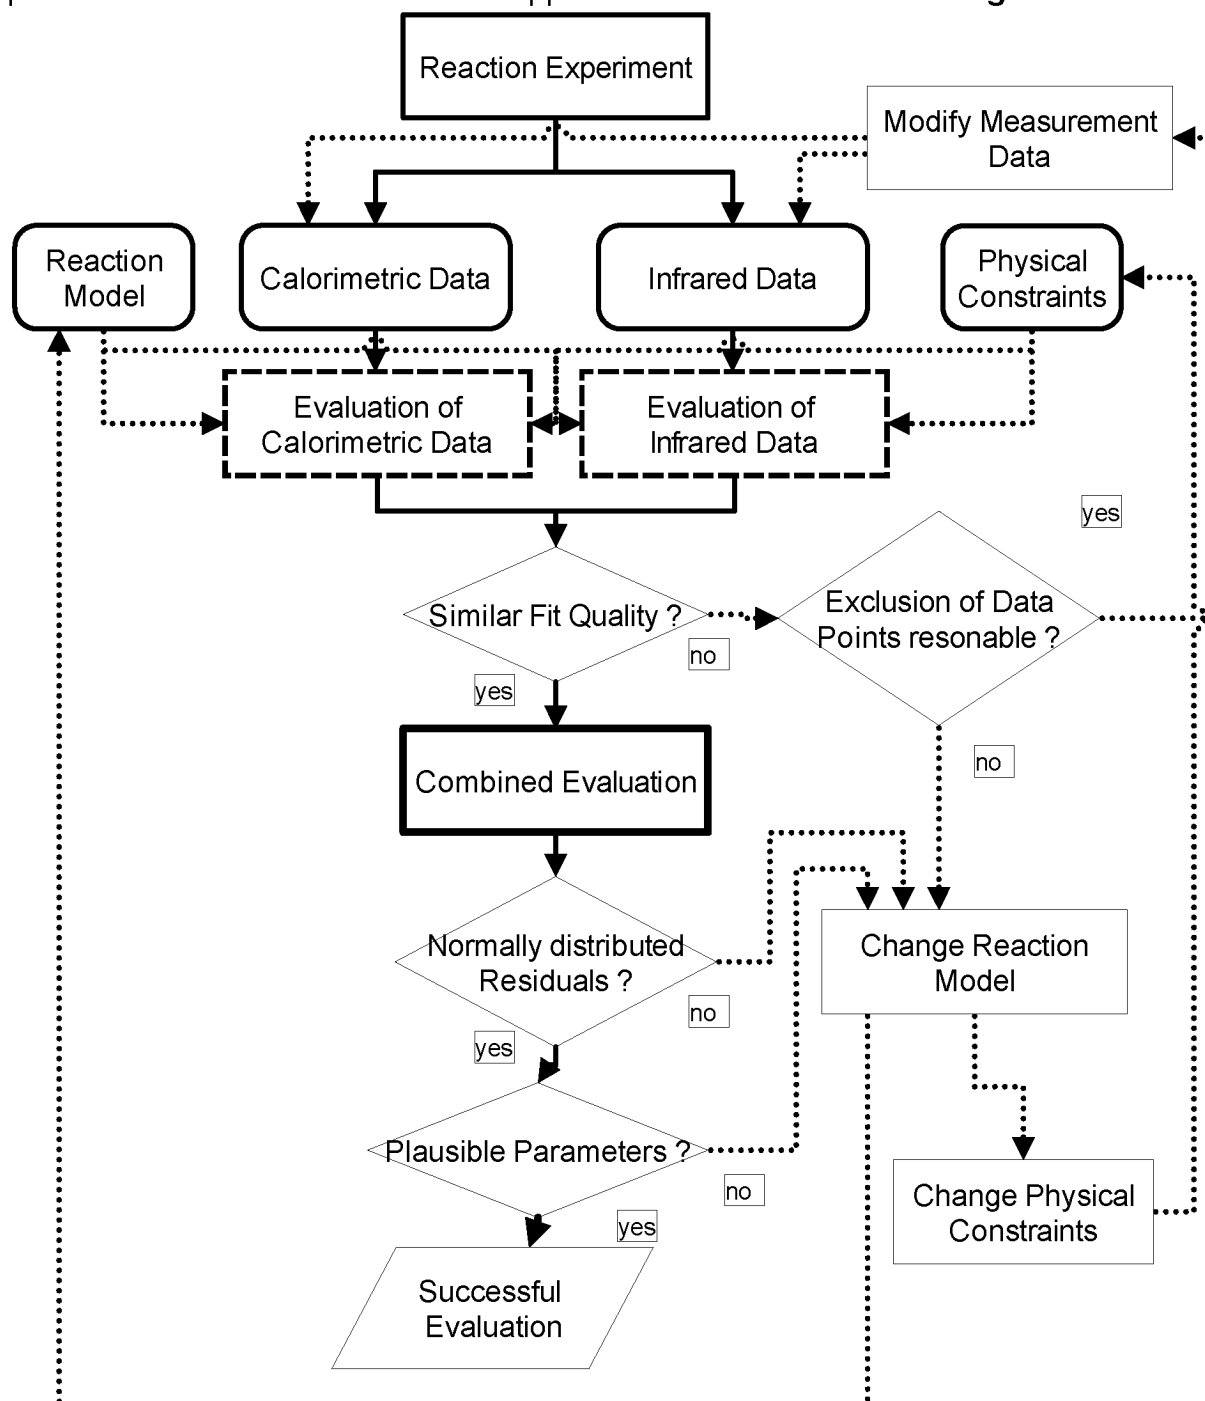 Reaction Experiment
Modify Measurement
Data
Reaction
Model
Calorimetric Data
Infrared Data
Physical
Constraints
Evaluation of
Calorimetric Data
Evaluation of
Infrared Data
yes
Similar Fit Quality ?
Exclusion of Data
Points resonable ?
no
yes
Combined Evaluation
no
Normally distributed
Residuals ?
Change Reaction
Model
no
yes
Plausible Parameters ?
no
Change Physical
Constraints
yes
Successful
Evaluation